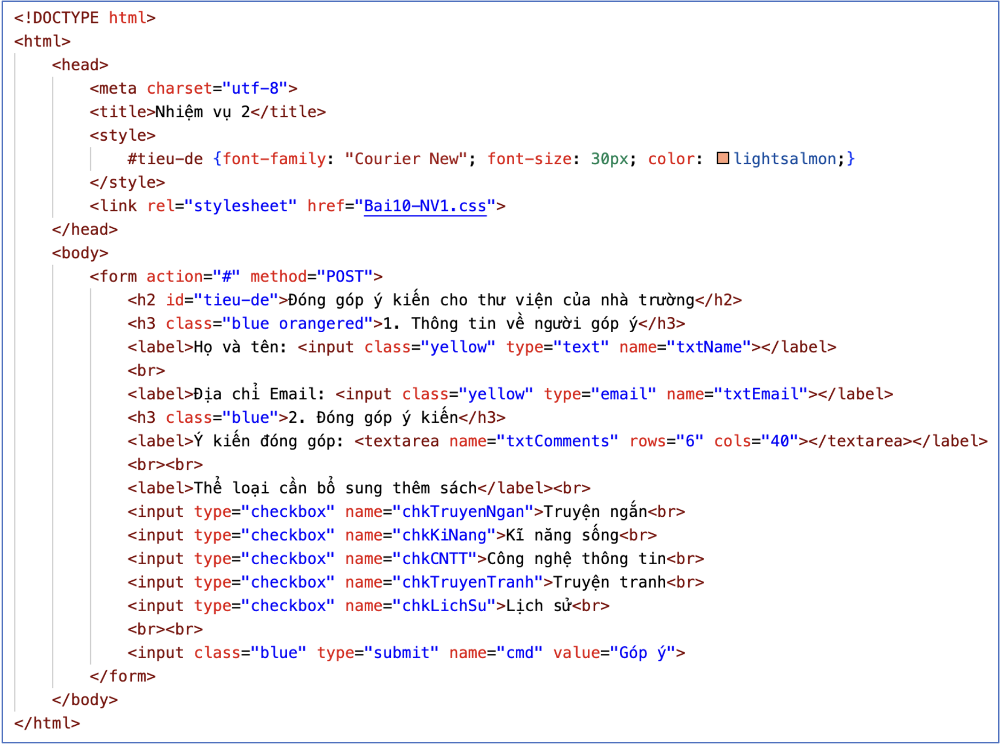 <!DOCTYPE html>
<html>
    <head>
        <meta charset="utf-8">
        <title>Nhiệm vụ 2</title>
        <style>
            #tieu-de {font-family: "Courier New"; font-size: 30px; color: lightsalmon;}
        </style>
        <link rel="stylesheet" href="Bai10-NV1.css">
    </head>
    <body>
        <form action="#" method="POST">
            <h2 id="tieu-de">Đóng góp ý kiến cho thư viện của nhà trường</h2>
            <h3 class="blue orangered">1. Thông tin về người góp ý</h3>
            <label>Họ và tên: <input class="yellow" type="text" name="txtName"></label>
            <br>
            <label>Địa chỉ Email: <input class="yellow" type="email" name="txtEmail"></label>
            <h3 class="blue">2. Đóng góp ý kiến</h3>
            <label>Ý kiến đóng góp: <textarea name="txtComments" rows="6" cols="40"></textarea></label>
            <br><br>
            <label>Thể loại cần bổ sung thêm sách</label><br>
            <input type="checkbox" name="chkTruyenNgan">Truyện ngắn<br>
            <input type="checkbox" name="chkKiNang">Kĩ năng sống<br>
            <input type="checkbox" name="chkCNTT">Công nghệ thông tin<br>
            <input type="checkbox" name="chkTruyenTranh">Truyện tranh<br>
            <input type="checkbox" name="chkLichSu">Lịch sử<br>
            <br><br>
            <input class="blue" type="submit" name="cmd" value="Góp ý">
        </form>
    </body>
</html>